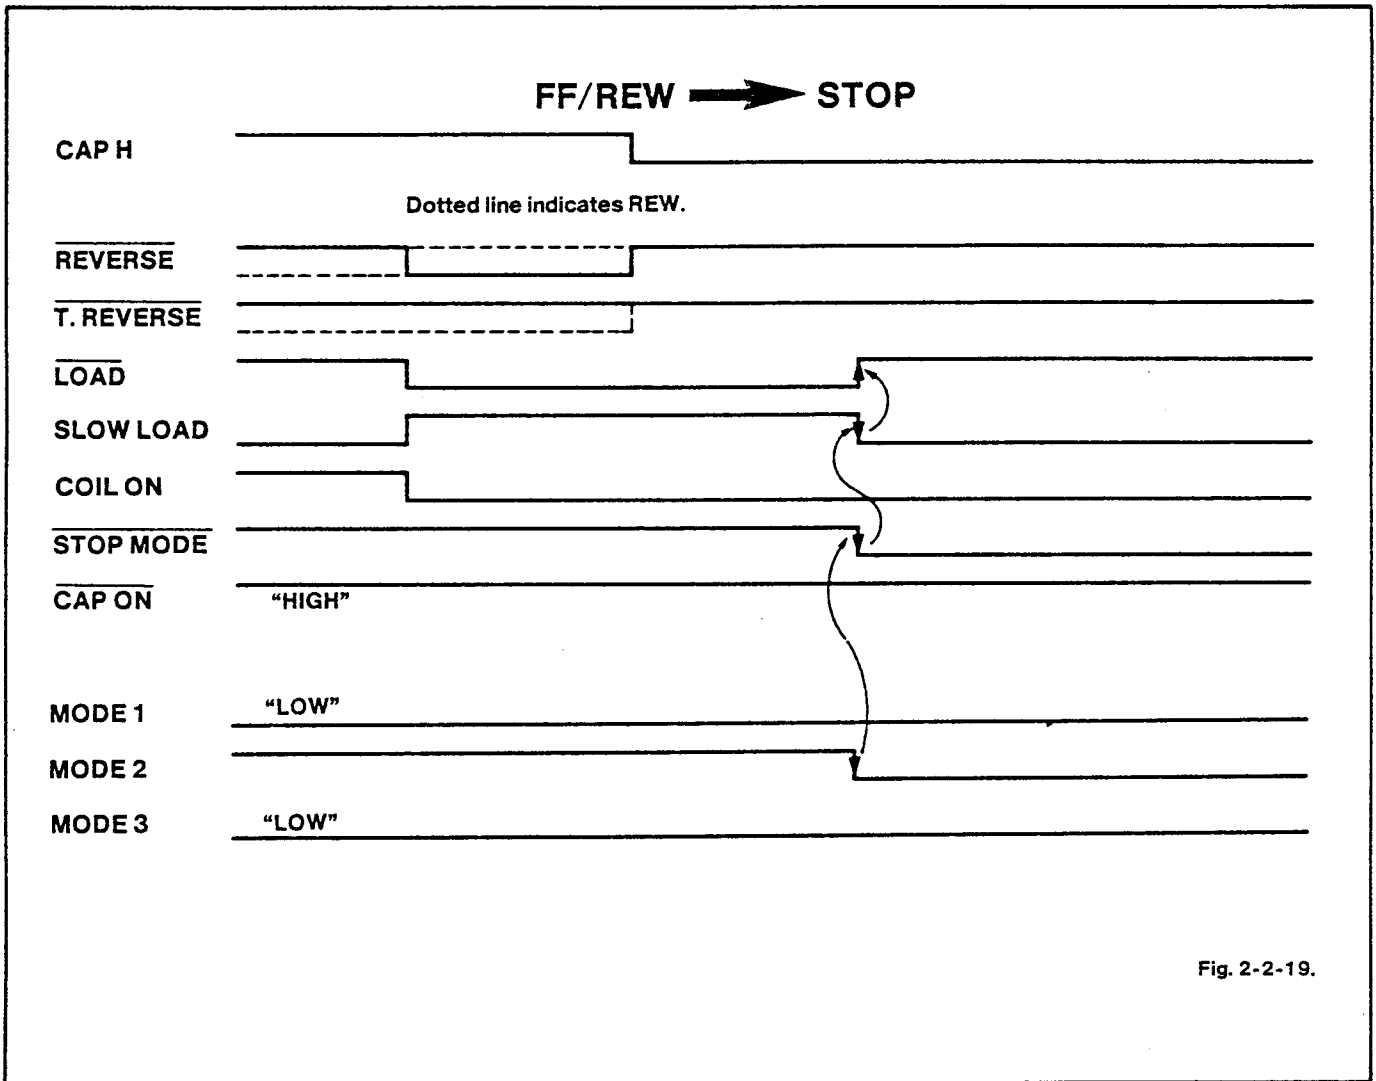 FF/REW STOP
CAP H
Dotted line indicates REW.
REVERSE
T. REVERSE
LOAD
SLOW LOAD
COIL ON
STOP MODE
CAP ON "HIGH"
MODE 1 "LOW"
MODE 2
MODE 3 "LOW"
Fig. 2-2-19.